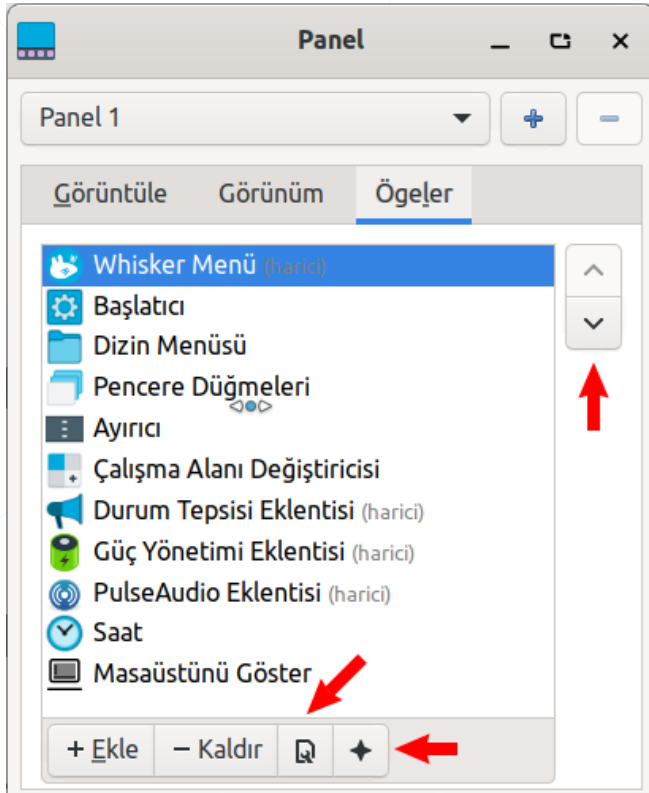 Panel
Panel 1
Görüntüle Görünüm Ögeler
Whisker Menü (harici)
Başlatıcı
Dizin Menüsü
Pencere Düğmeleri
Ayırıcı
Çalışma Alanı Değiştiricisi
Durum Tepsisi Eklentisi (harici)
Güç Yönetimi Eklentisi (harici)
PulseAudio Eklentisi (harici)
Saat
Masaüstünü Göster
+ Ekle − Kaldır